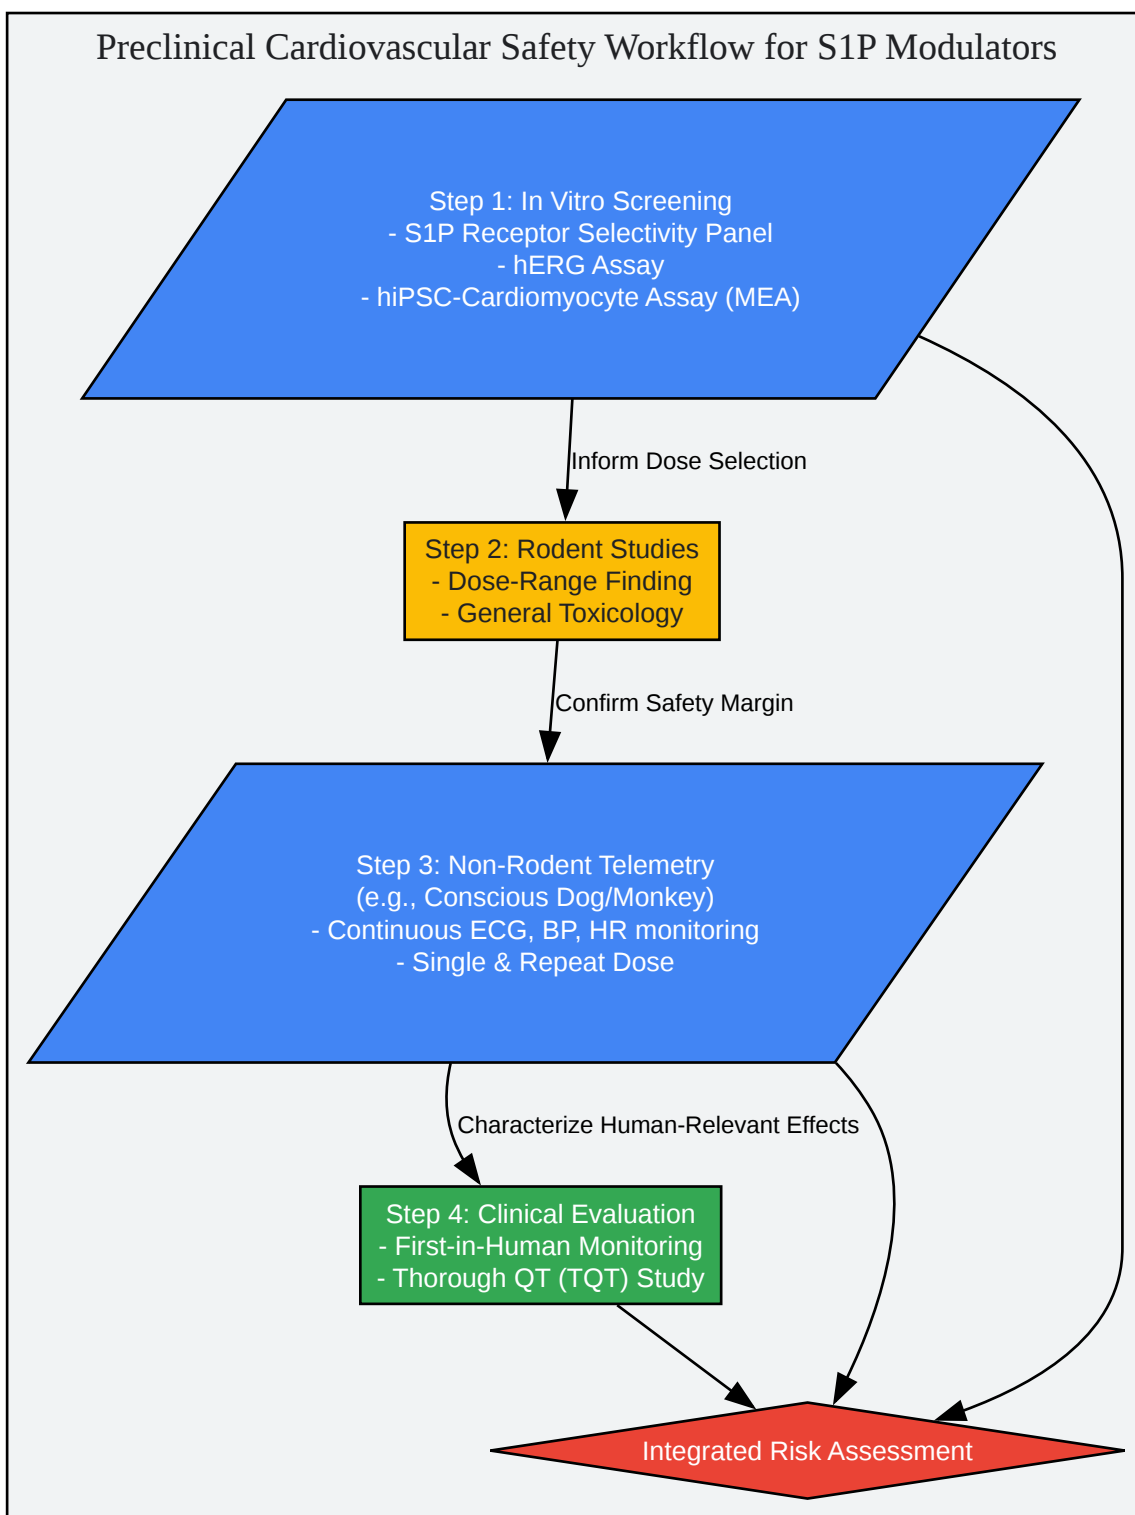 Preclinical Cardiovascular Safety Workflow for S1P Modulators
Step 1: In Vitro Screening
- S1P Receptor Selectivity Panel
- hERG Assay
- hiPSC-Cardiomyocyte Assay (MEA)
Inform Dose Selection
Step 2: Rodent Studies
- Dose-Range Finding
- General Toxicology
Confirm Safety Margin
Step 3: Non-Rodent Telemetry
(e.g., Conscious Dog/Monkey)
- Continuous ECG, BP, HR monitoring
- Single & Repeat Dose
Characterize Human-Relevant Effects
Step 4: Clinical Evaluation
- First-in-Human Monitoring
- Thorough QT (TQT) Study
Integrated Risk Assessment